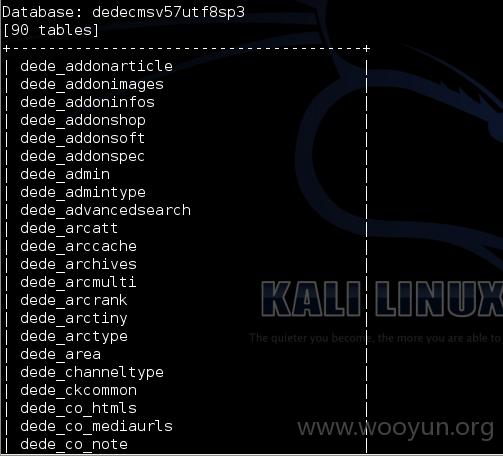 Database: dedecmsv57utf8sp3
[90 tables]
+---------------------------------------+
| dede_addonarticle |
| dede_addonimages |
| dede_addoninfos |
| dede_addonshop |
| dede_addonsoft |
| dede_addonspec |
| dede_admin |
| dede_admintype |
| dede_advancedsearch |
| dede_arcatt |
| dede_arccache |
| dede_archives |
| dede_arcmulti |
| dede_arcrank |
| dede_arctiny |
| dede_arctype |
| dede_area |
| dede_channeltype |
| dede_ckcommon |
| dede_co_htmls |
| dede_co_mediaurls |
| dede_co_note |
KALI LINUX
The quieter you become, the more you are able to
www.wooyun.org